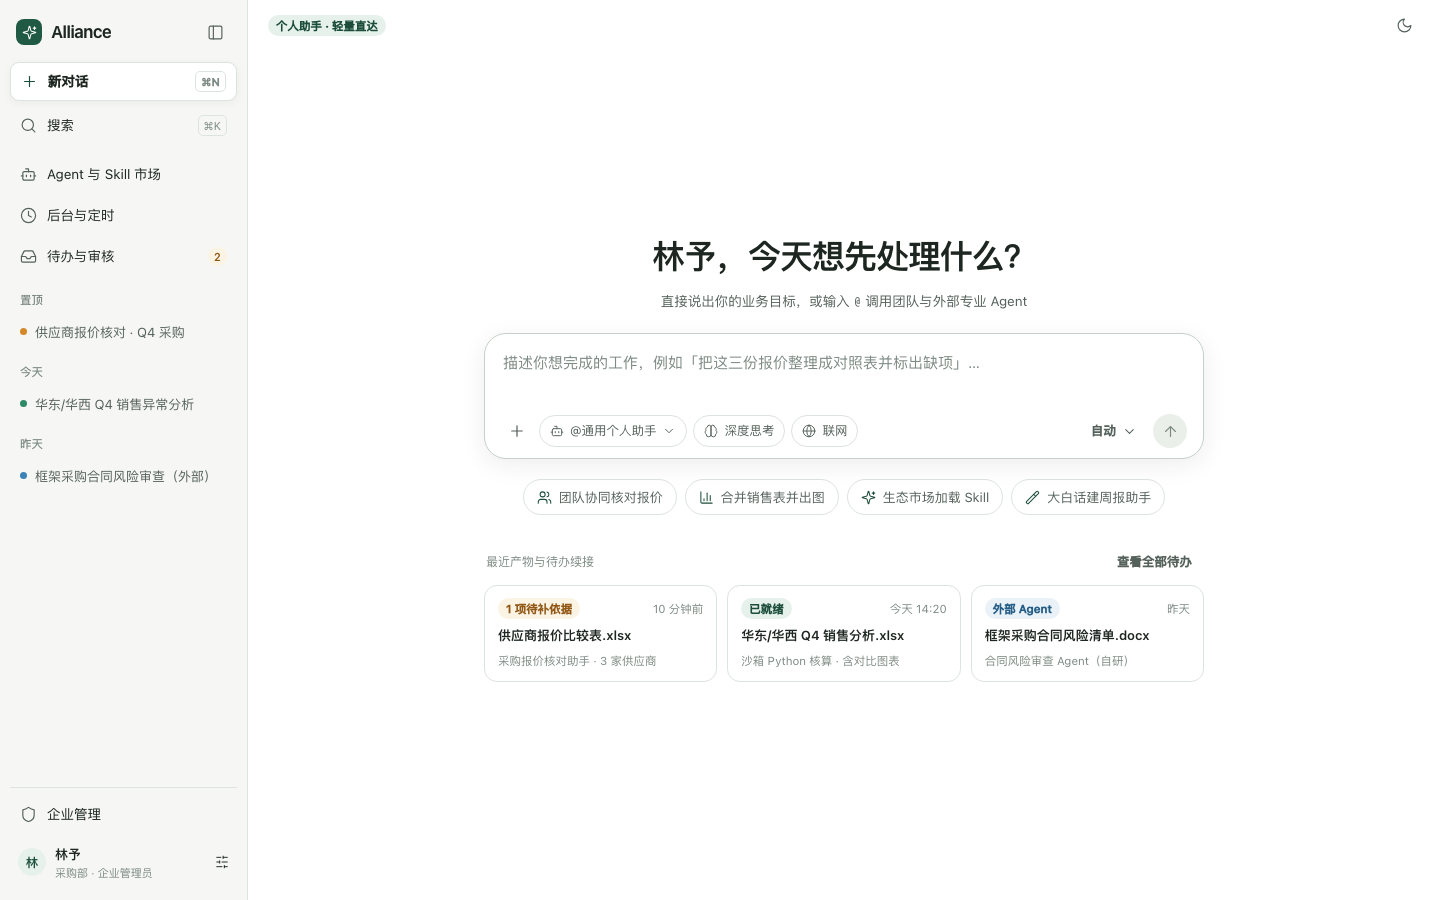 Alliance
新对话
⌘N
搜索
⌘K
Agent 与 Skill 市场
后台与定时
待办与审核
2
置顶
供应商报价核对 · Q4 采购
今天
华东/华西 Q4 销售异常分析
昨天
框架采购合同风险审查（外部）
企业管理
林
林予
采购部 · 企业管理员
个人助手 · 轻量直达
林予，今天想先处理什么？
直接说出你的业务目标，或输入 @ 调用团队与外部专业 Agent
描述你想完成的工作，例如「把这三份报价整理成对照表并标出缺项」...
@通用个人助手
深度思考
联网
自动
团队协同核对报价
合并销售表并出图
生态市场加载 Skill
大白话建周报助手
最近产物与待办续接
查看全部待办
1 项待补依据
10 分钟前
供应商报价比较表.xlsx
采购报价核对助手 · 3 家供应商
已就绪
今天 14:20
华东/华西 Q4 销售分析.xlsx
沙箱 Python 核算 · 含对比图表
外部 Agent
昨天
框架采购合同风险清单.docx
合同风险审查 Agent（自研）